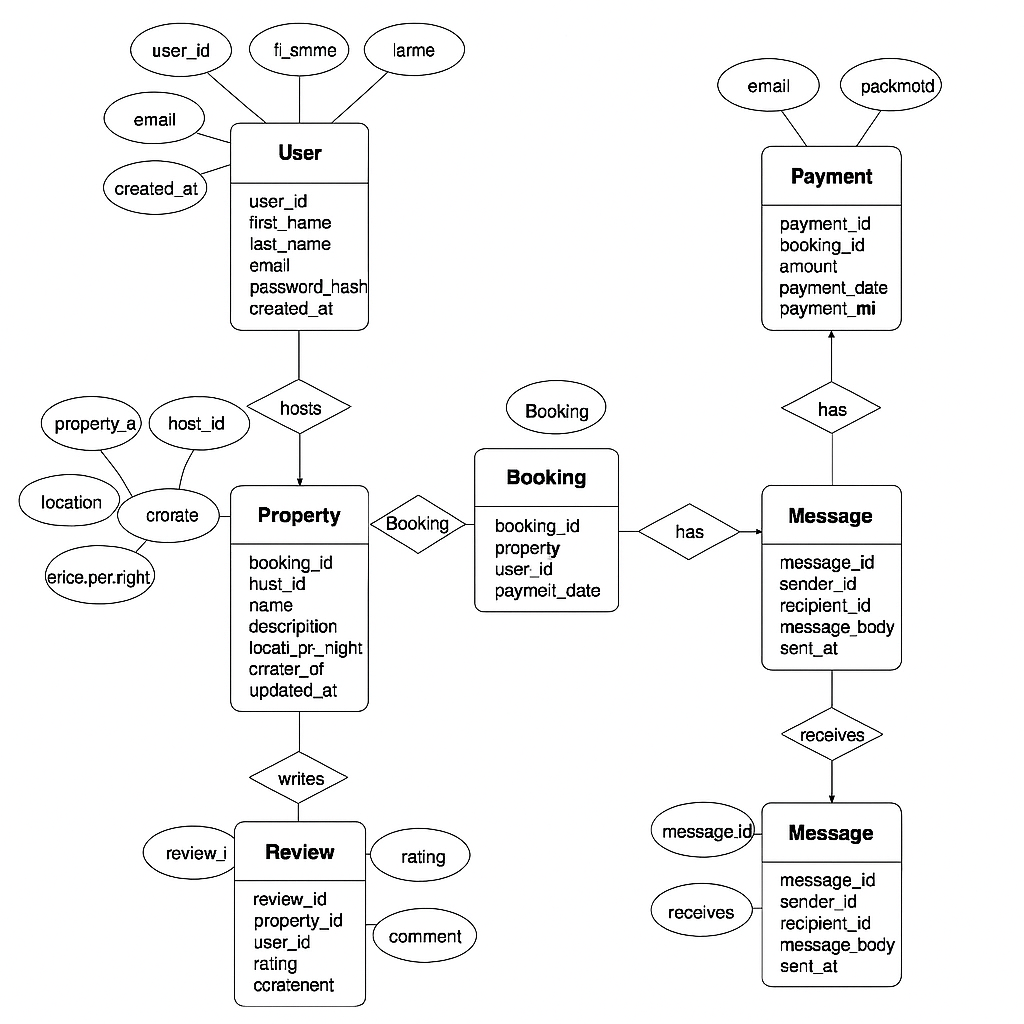 user_id
fi_smme
larme
email
created_at
User
user_id
first_hame
last_name
email
password_hash
created_at
email
packmotd
Payment
payment_id
booking_id
amount
payment_date
payment_mi
hosts
has
property_a
host_id
location
crorate
erice.per.right
Property
booking_id
hust_id
name
descripition
locati_pr-_night
crrater_of
updated_at
Booking
Booking
Booking
booking_id
property
user_id
paymeit_date
has
Message
message_id
sender_id
recipient_id
message_body
sent_at
writes
receives
review_i
Review
review_id
property_id
user_id
rating
ccratenent
rating
comment
message_id
receives
Message
message_id
sender_id
recipient_id
message_body
sent_at